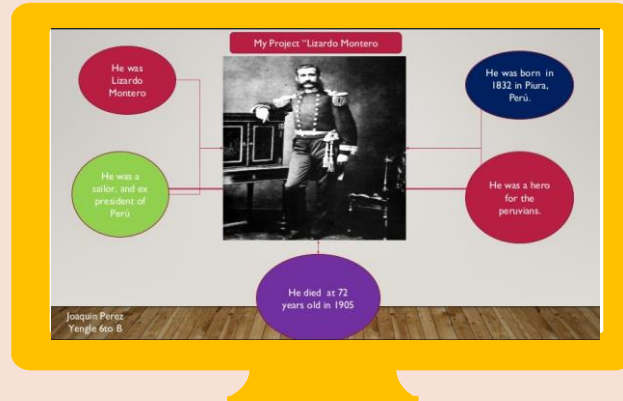 My Project "Lizardo Montero
He was
Lizardo
Montero
He was born in
1832 in Piura,
Perú.
He was a
sailor, and ex
president of
Perú
He was a hero
for the
peruvians.
He died at 72
years old in 1905
Joaquin Perez
Yengle 6to B